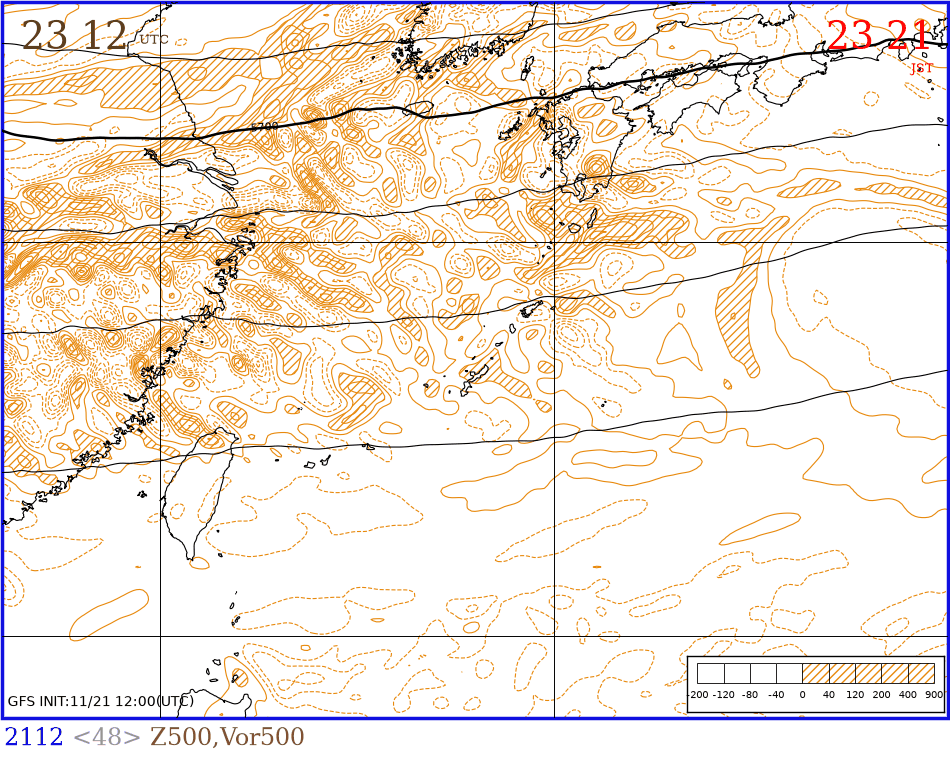 23 12 UTC
23 21
JST
5700
GFS INIT:11/21 12:00(UTC)
-200 -120 -80 -40 0 40 120 200 400 900
2112 <48> Z500,Vor500